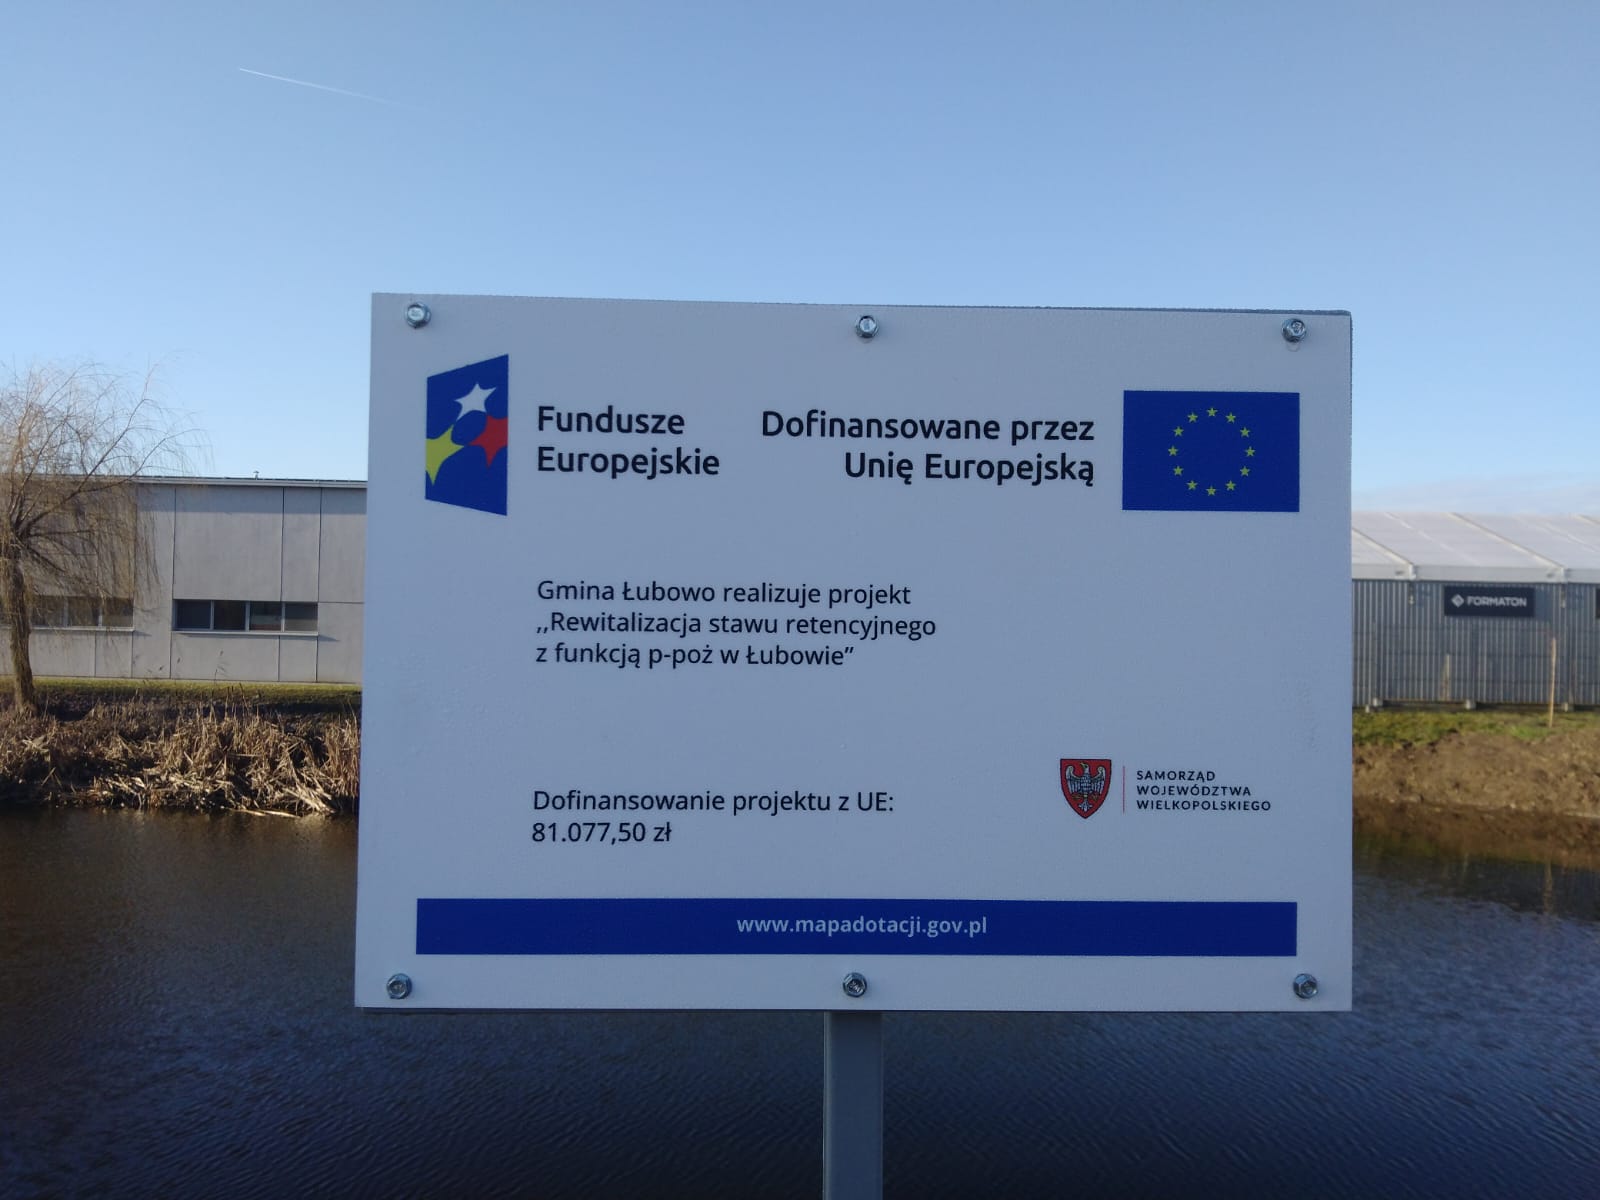 Fundusze
Europejskie
Dofinansowane przez
Unię Europejską
Gmina Łubowo realizuje projekt
,,Rewitalizacja stawu retencyjnego
z funkcją p-poż w Łubowie”
Dofinansowanie projektu z UE:
81.077,50 zł
SAMORZĄD
WOJEWÓDZTWA
WIELKOPOLSKIEGO
www.mapadotacji.gov.pl
FORMATON